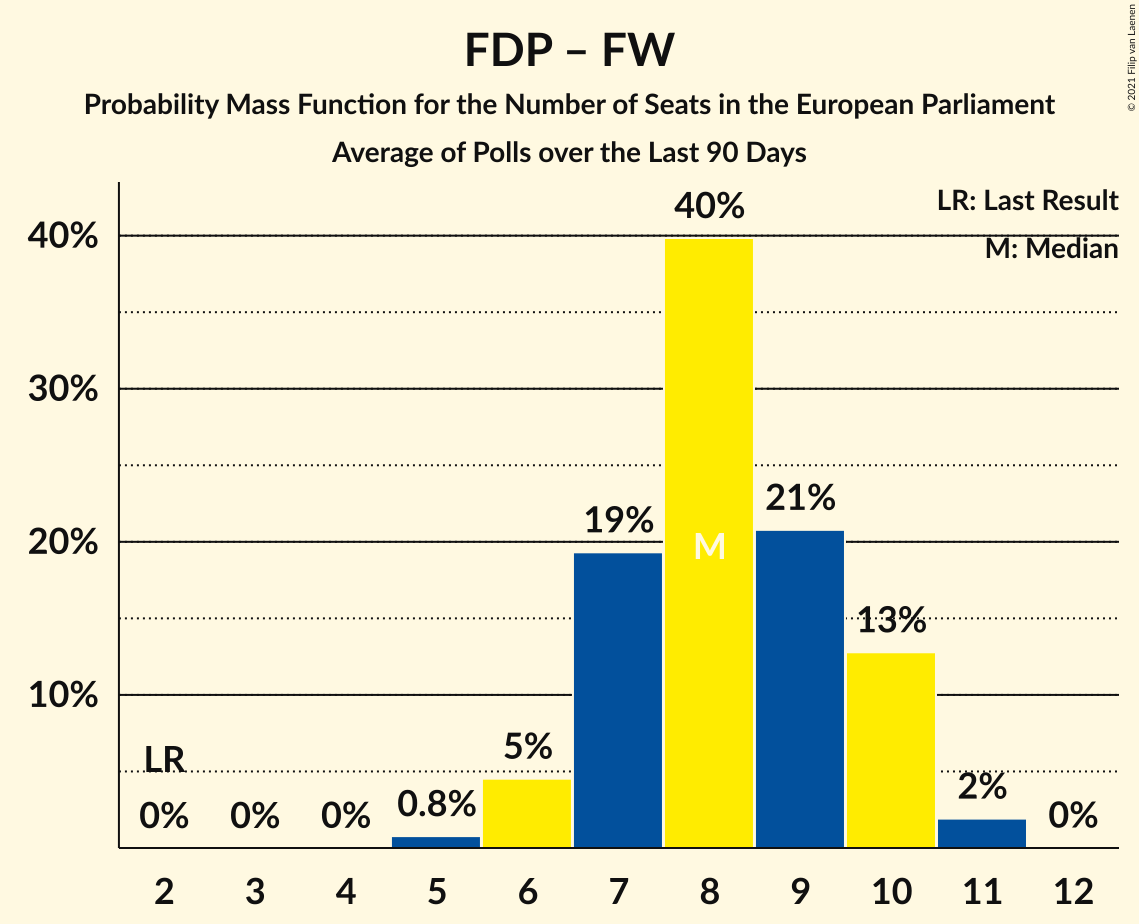 FDP – FW
Probability Mass Function for the Number of Seats in the European Parliament
Average of Polls over the Last 90 Days
© 2021 Filip van Laenen
LR: Last Result
M: Median
40%
30%
20%
10%
LR
0%
0%
0%
0.8%
5%
19%
40%
M
21%
13%
2%
0%
2 3 4 5 6 7 8 9 10 11 12